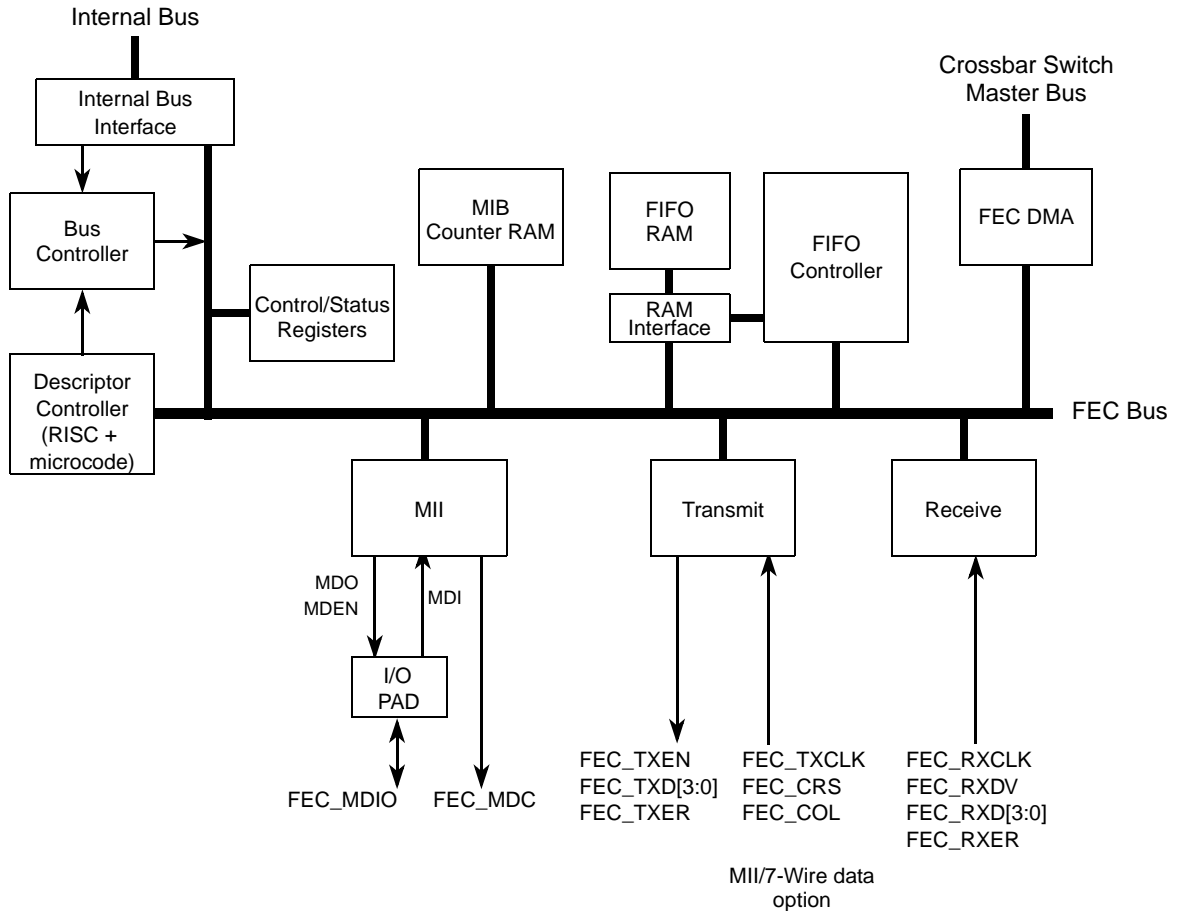 Internal Bus
Internal Bus
Interface
Crossbar Switch
Master Bus
Bus
Controller
MIB
Counter RAM
FIFO
RAM
FIFO
Controller
FEC DMA
Control/Status
Registers
RAM
Interface
Descriptor
Controller
(RISC +
microcode)
FEC Bus
MII
Transmit
Receive
MDO
MDEN
MDI
I/O
PAD
FEC_MDIO
FEC_MDC
FEC_TXEN
FEC_TXD[3:0]
FEC_TXER
FEC_TXCLK
FEC_CRS
FEC_COL
FEC_RXCLK
FEC_RXDV
FEC_RXD[3:0]
FEC_RXER
MII/7-Wire data
option